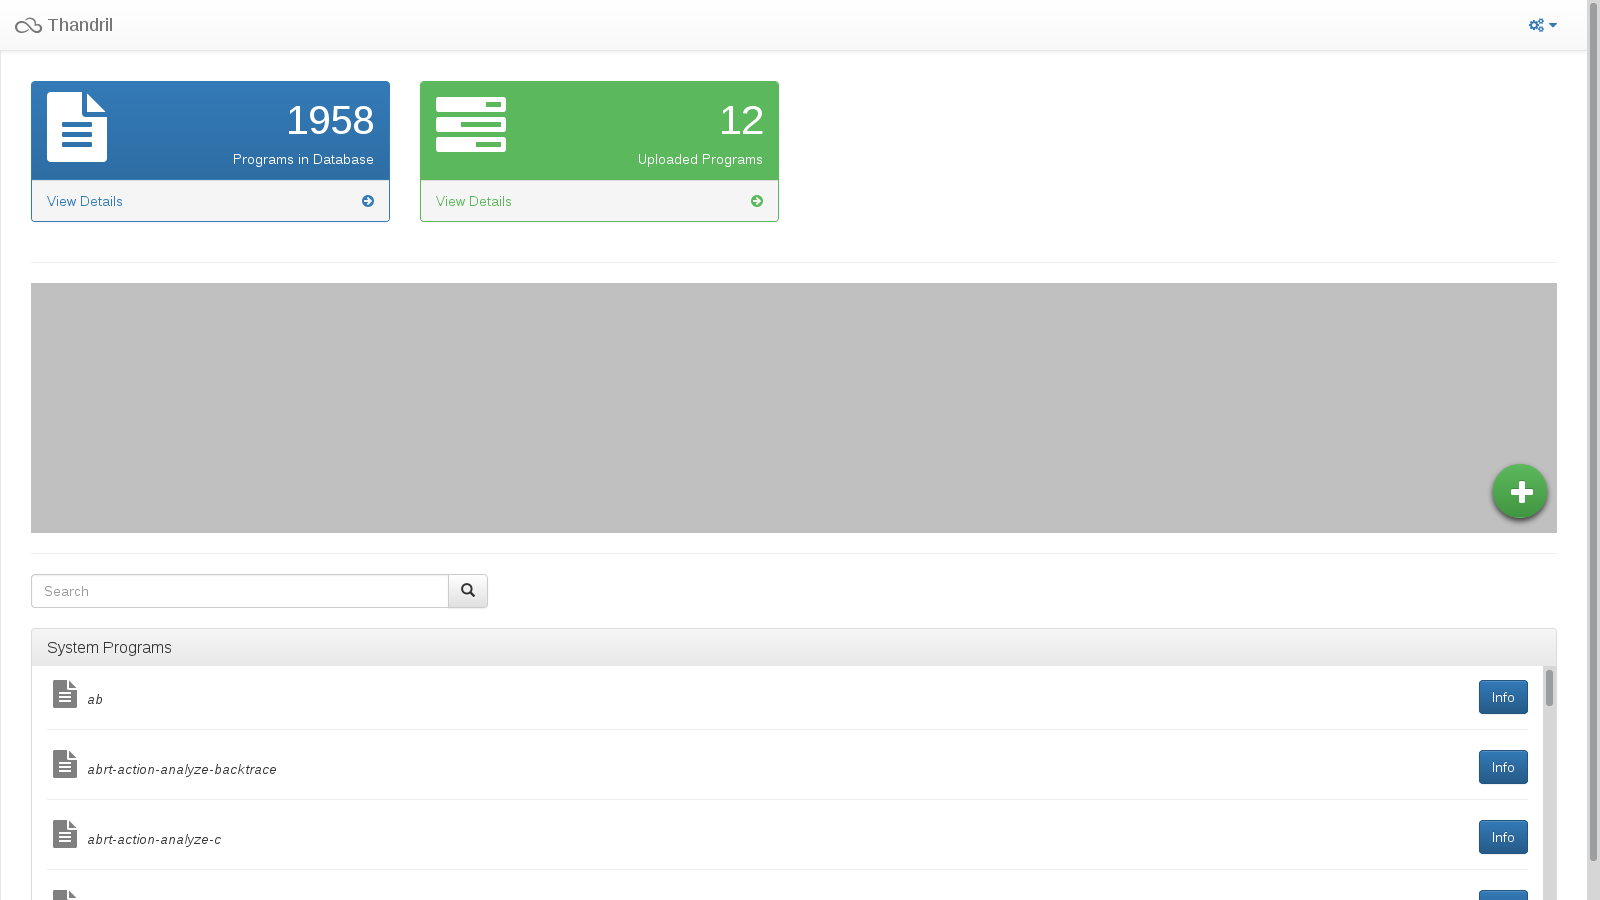 Thandril
1958
Programs in Database
View Details
12
Uploaded Programs
View Details
Search
System Programs
ab
Info
abrt-action-analyze-backtrace
Info
abrt-action-analyze-c
Info